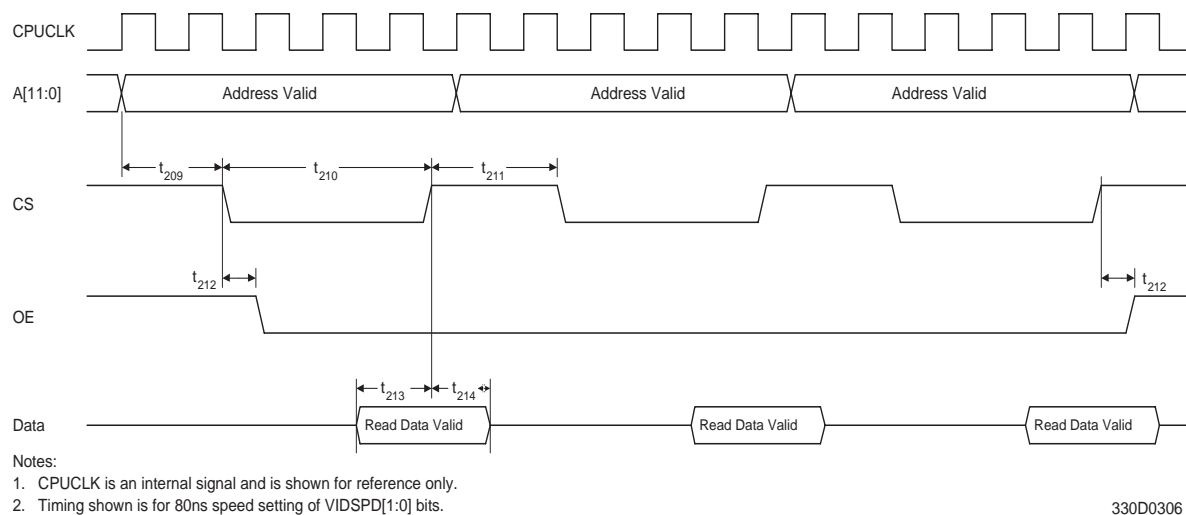 CPUCLK
A[11:0]
Address Valid
Address Valid
Address Valid
t209
t210
t211
CS
t212
t212
OE
t213
t214
Data
Read Data Valid
Read Data Valid
Read Data Valid
Notes:
1. CPUCLK is an internal signal and is shown for reference only.
2. Timing shown is for 80ns speed setting of VIDSPD[1:0] bits.
330D0306